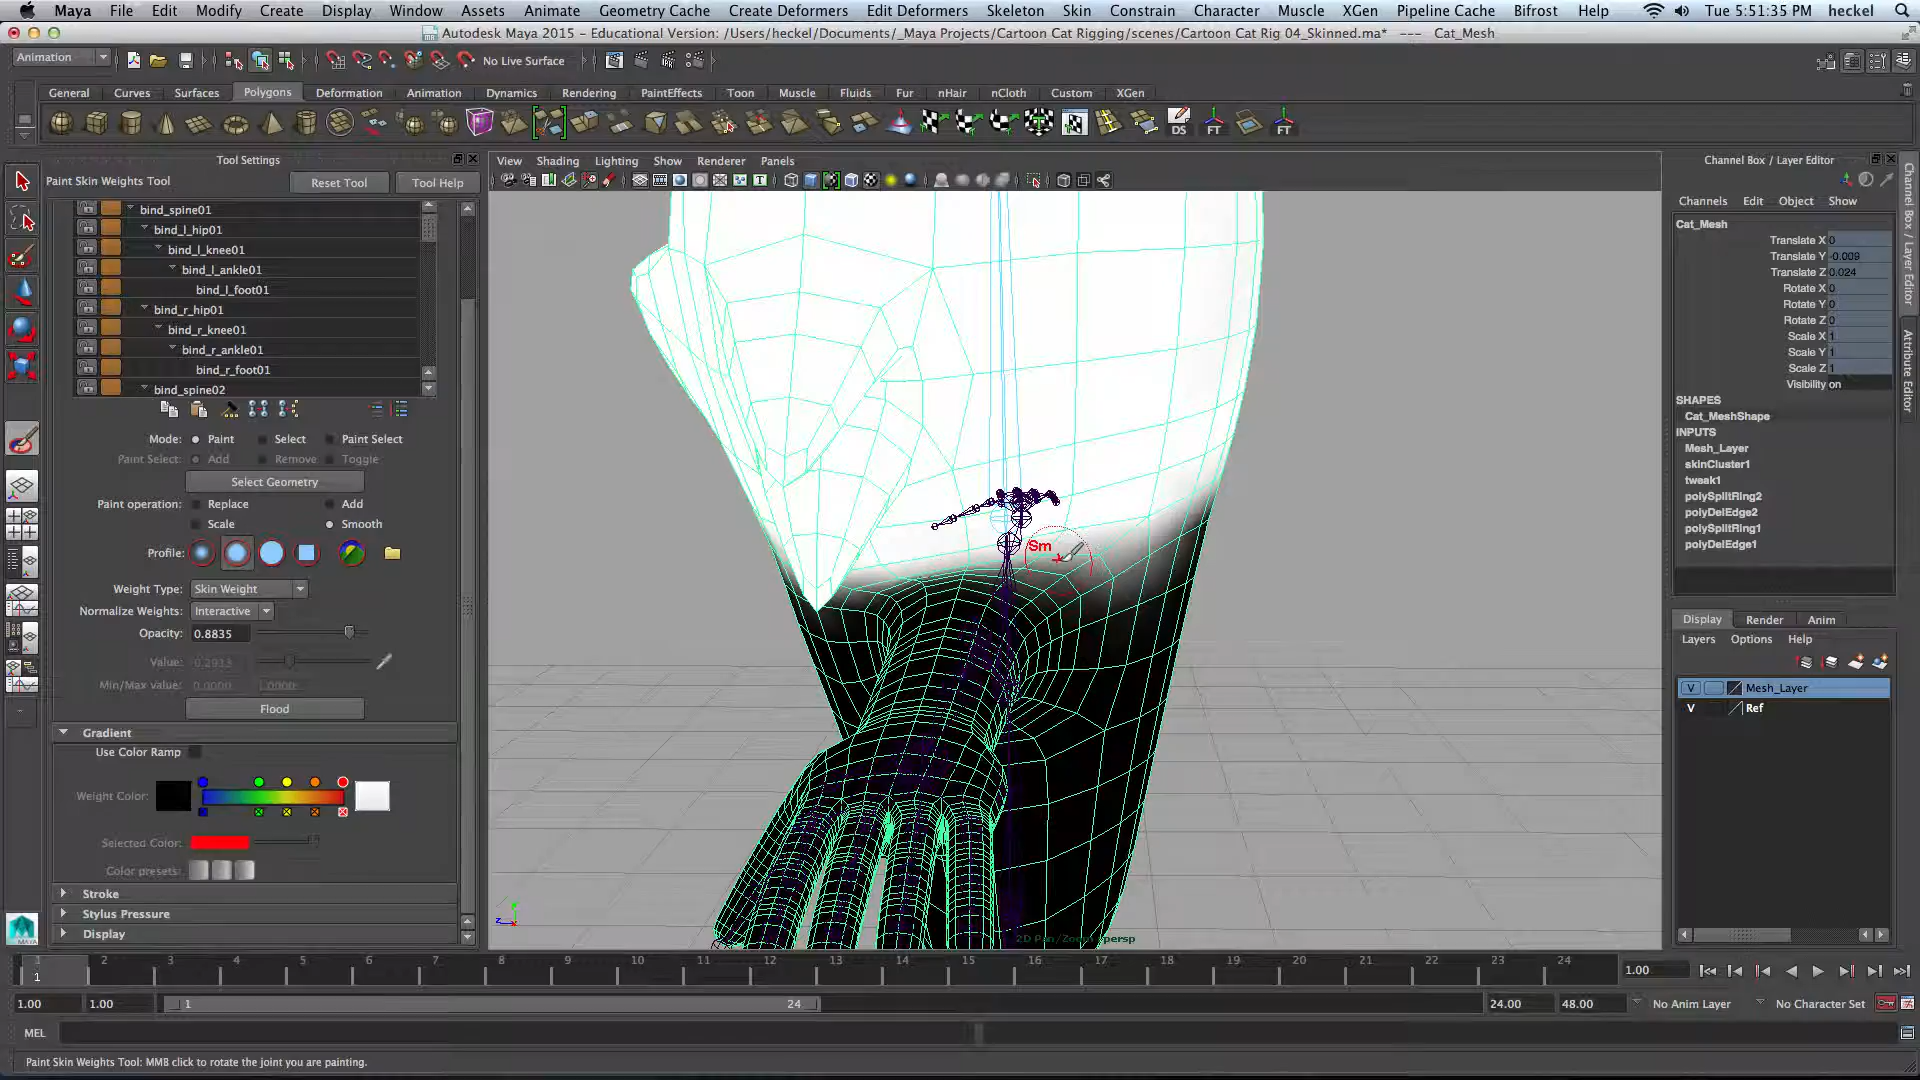 Maya File Edit Modify Create Display Window Assets Animate Geometry Cache Create Deformers Edit Deformers Skeleton Skin Constrain Character Muscle XGen Pipeline Cache Bifrost Help Tue 5:51:35 PM heckel
Autodesk Maya 2015 - Educational Version: /Users/heckel/Documents/_Maya Projects/Cartoon Cat Rigging/scenes/Cartoon Cat Rig 04_Skinned.ma* --- Cat_Mesh
Animation No Live Surface
General Curves Surfaces Polygons Deformation Animation Dynamics Rendering PaintEffects Toon Muscle Fluids Fur nHair nCloth Custom XGen
DS FT FT
Tool Settings
Paint Skin Weights Tool Reset Tool Tool Help
bind_spine01
bind_l_hip01
bind_l_knee01
bind_l_ankle01
bind_l_foot01
bind_r_hip01
bind_r_knee01
bind_r_ankle01
bind_r_foot01
bind_spine02
Mode: Paint Select Paint Select
Paint Select: Add Remove Toggle
Select Geometry
Paint operation: Replace Add
Scale Smooth
Profile:
Weight Type: Skin Weight
Normalize Weights: Interactive
Opacity: 0.8835
Value: 0.2933
Min/Max value: 0.0000 1.0000
Flood
Gradient
Use Color Ramp
Weight Color:
Selected Color:
Color presets:
Stroke
Stylus Pressure
Display
View Shading Lighting Show Renderer Panels
Sm
2D Pan/Zoom persp
y
z
Channel Box / Layer Editor
Channels Edit Object Show
Cat_Mesh
Translate X 0
Translate Y -0.009
Translate Z 0.024
Rotate X 0
Rotate Y 0
Rotate Z 0
Scale X 1
Scale Y 1
Scale Z 1
Visibility on
SHAPES
Cat_MeshShape
INPUTS
Mesh_Layer
skinCluster1
tweak1
polySplitRing2
polyDelEdge2
polySplitRing1
polyDelEdge1
Display Render Anim
Layers Options Help
V Mesh_Layer
V Ref
Channel Box / Layer Editor
Attribute Editor
MAYA
1 2 3 4 5 6 7 8 9 10 11 12 13 14 15 16 17 18 19 20 21 22 23 24 1.00
1
1.00 1.00 1 24 24.00 48.00 No Anim Layer No Character Set
MEL
Paint Skin Weights Tool: MMB click to rotate the joint you are painting.